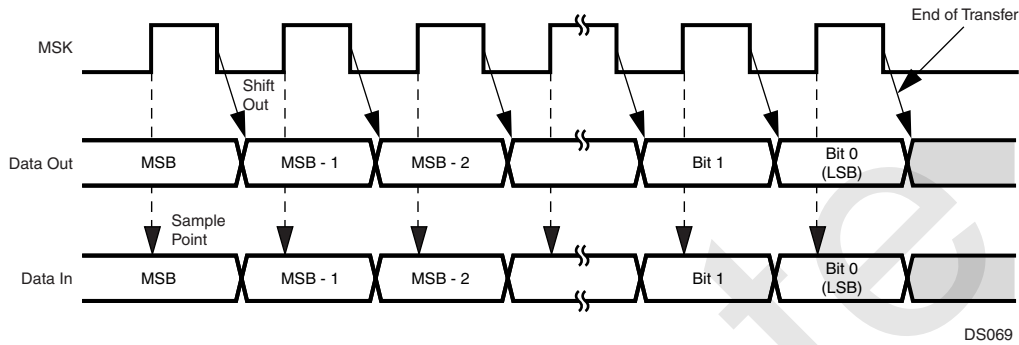 End of Transfer
MSK
Shift
Out
Data Out
MSB
MSB - 1
MSB - 2
Bit 1
Bit 0
(LSB)
Sample
Point
Data In
MSB
MSB - 1
MSB - 2
Bit 1
Bit 0
(LSB)
te
DS069